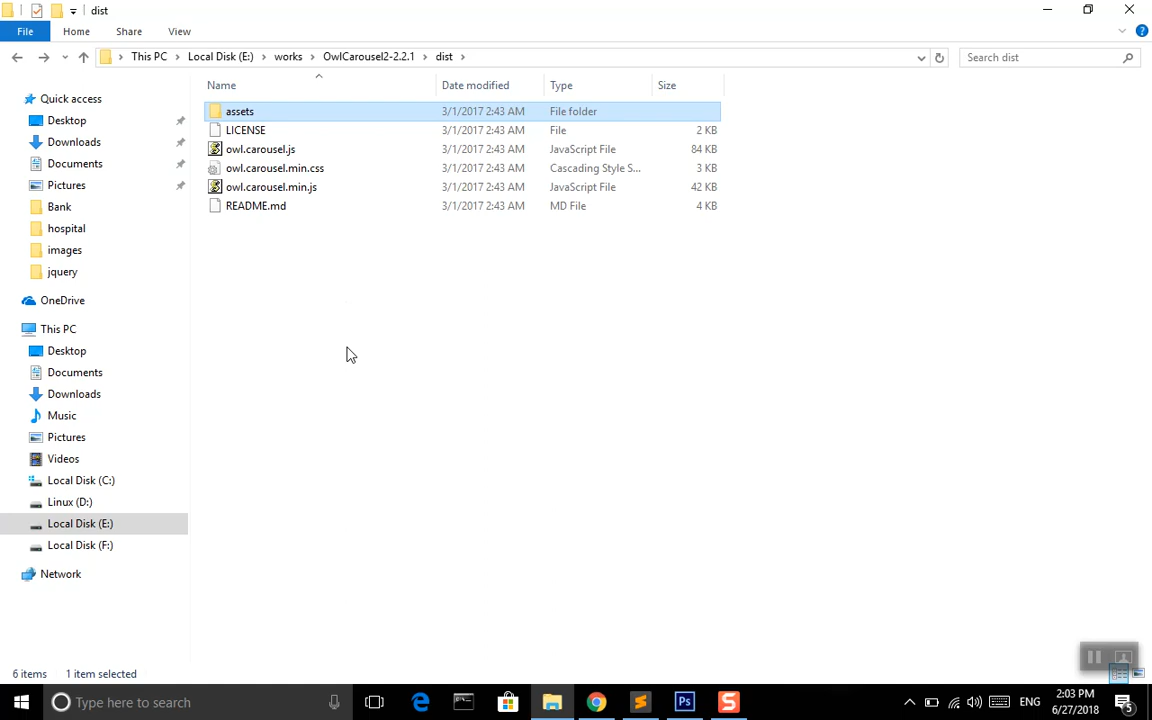 dist
File Home Share View
This PC Local Disk (E:) works OwlCarousel2-2.2.1 dist Search dist
Name Date modified Type Size
Quick access
Desktop
Downloads
Documents
Pictures
Bank
hospital
images
jquery
OneDrive
This PC
Desktop
Documents
Downloads
Music
Pictures
Videos
Local Disk (C:)
Linux (D:)
Local Disk (E:)
Local Disk (F:)
Network
assets 3/1/2017 2:43 AM File folder
LICENSE 3/1/2017 2:43 AM File 2 KB
owl.carousel.js 3/1/2017 2:43 AM JavaScript File 84 KB
owl.carousel.min.css 3/1/2017 2:43 AM Cascading Style S... 3 KB
owl.carousel.min.js 3/1/2017 2:43 AM JavaScript File 42 KB
README.md 3/1/2017 2:43 AM MD File 4 KB
6 items 1 item selected
Type here to search Ps S ENG 2:03 PM
6/27/2018 5